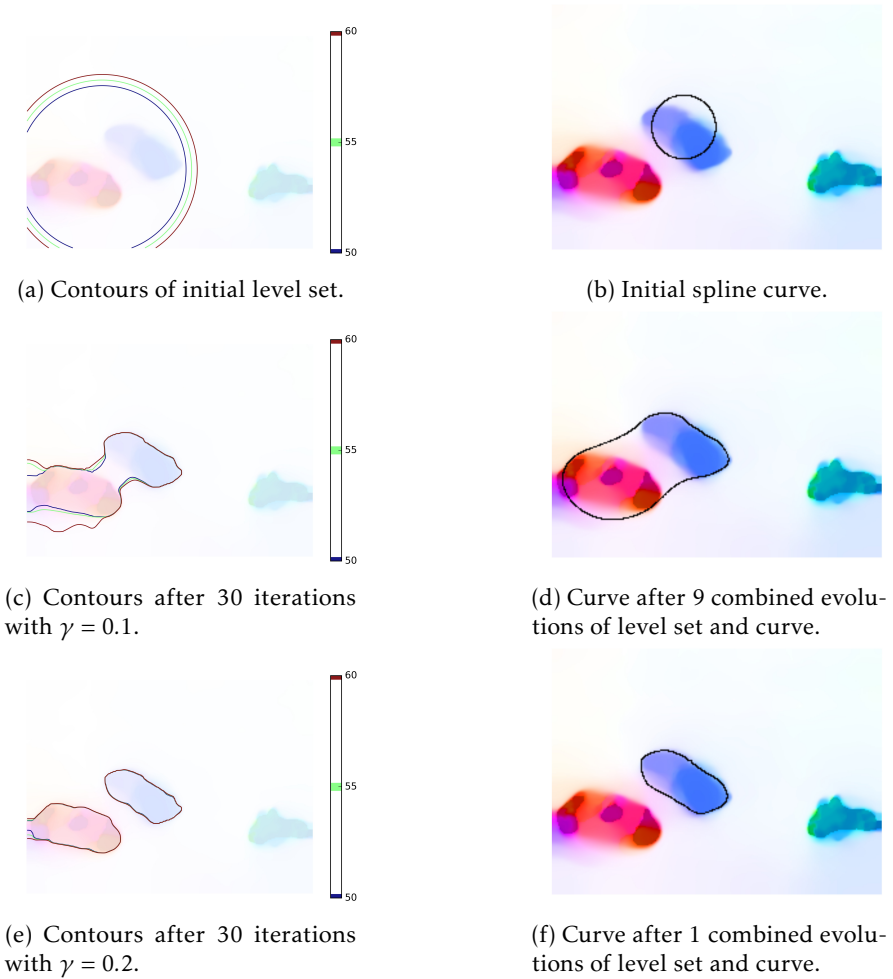 60
55
50
(a) Contours of initial level set.
(b) Initial spline curve.
60
55
50
(c) Contours after 30 iterations
with γ = 0.1.
(d) Curve after 9 combined evolu-
tions of level set and curve.
60
55
50
(e) Contours after 30 iterations
with γ = 0.2.
(f) Curve after 1 combined evolu-
tions of level set and curve.